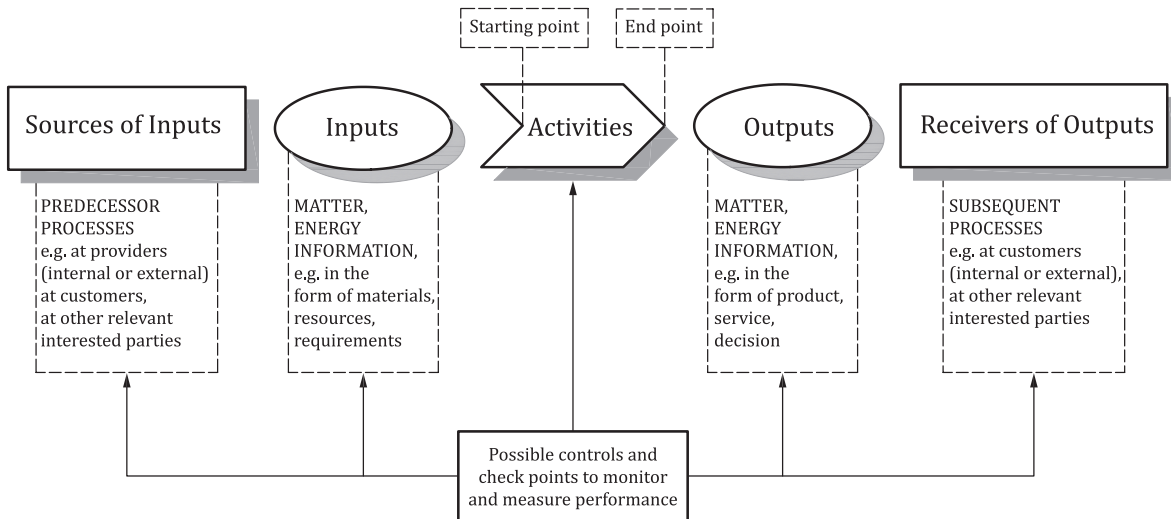 Starting point
End point
Sources of Inputs
Inputs
Activities
Outputs
Receivers of Outputs
PREDECESSOR
PROCESSES
e.g. at providers
(internal or external)
at customers,
at other relevant
interested parties
MATTER,
ENERGY
INFORMATION,
e.g. in the
form of materials,
resources,
requirements
MATTER,
ENERGY
INFORMATION,
e.g. in the
form of product,
service,
decision
SUBSEQUENT
PROCESSES
e.g. at customers
(internal or external),
at other relevant
interested parties
Possible controls and
check points to monitor
and measure performance